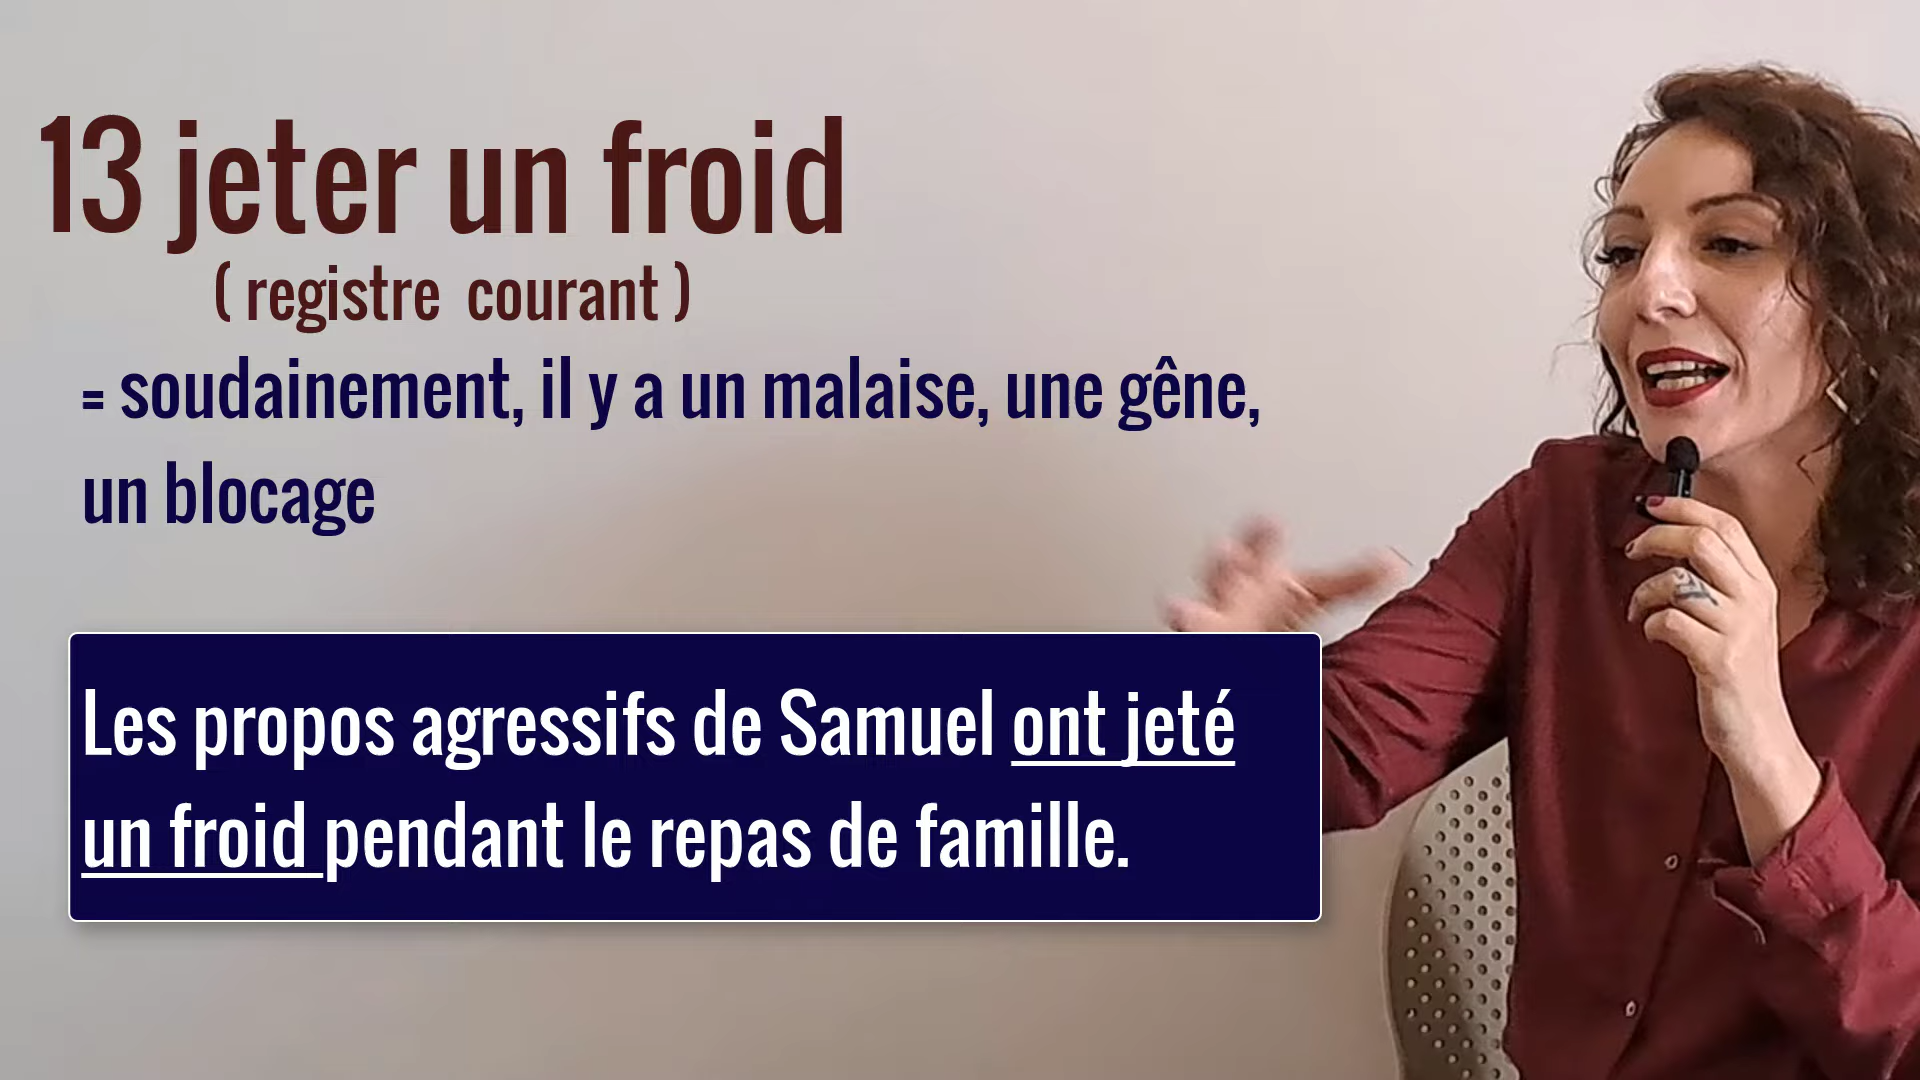 13 jeter un froid
( registre courant )
= soudainement, il y a un malaise, une gêne,
un blocage
Les propos agressifs de Samuel ont jeté
un froid pendant le repas de famille.